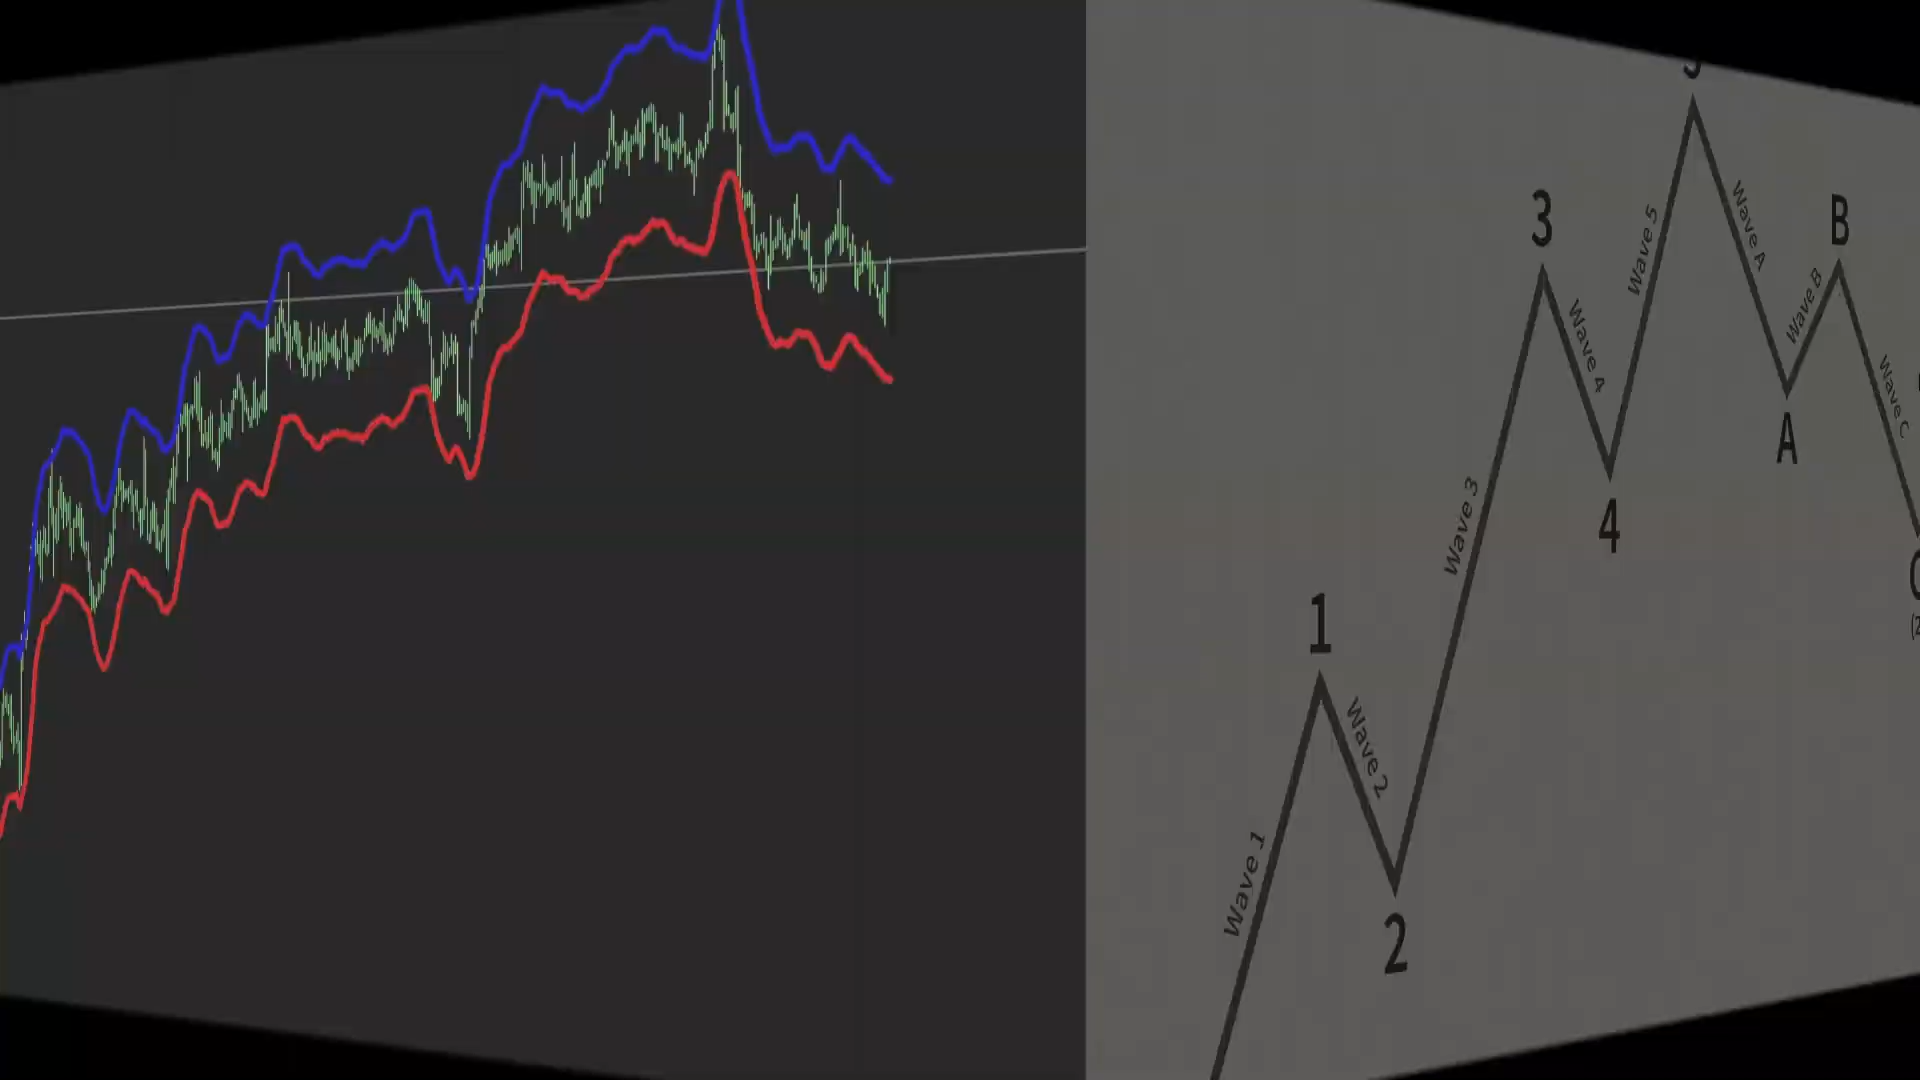 3
B
Wave 5
Wave A
Wave B
Wave 4
Wave C
A
Wave 3
4
1
Wave 2
Wave 1
2